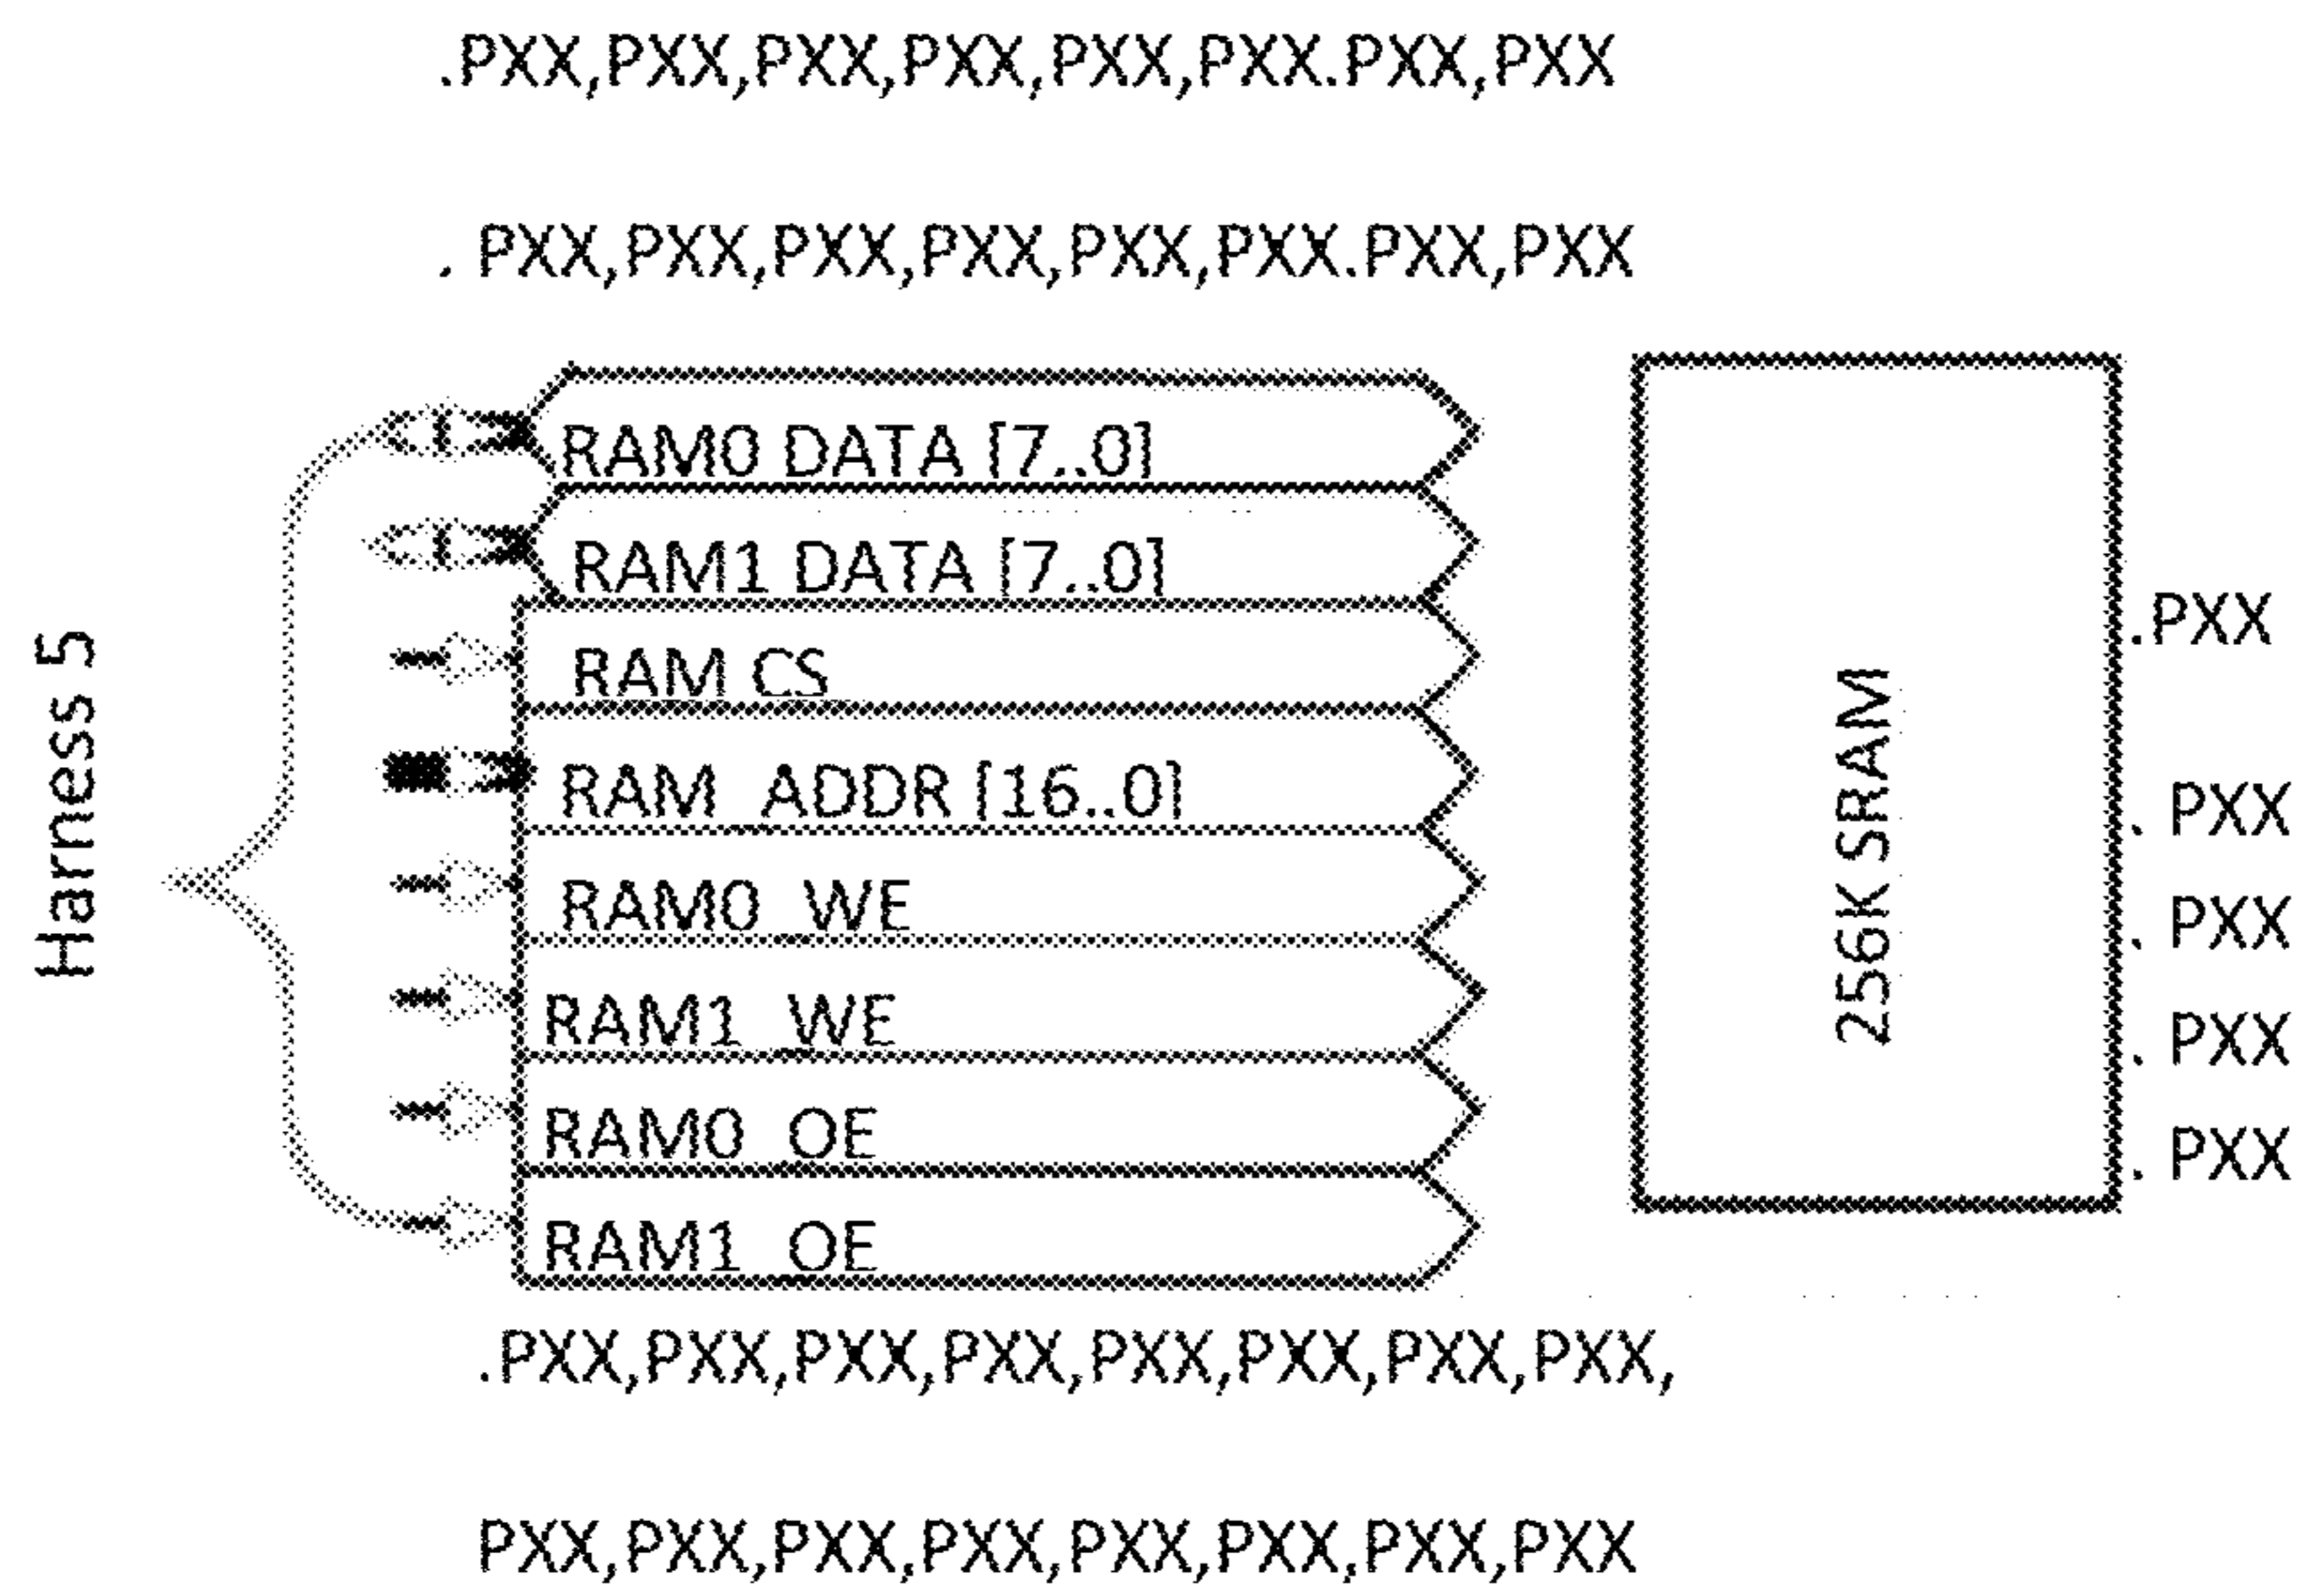 .PXX,PXX,PXX,PXX,PXX,PXX.PXX,PXX
. PXX,PXX,PXX,PXX,PXX,PXX.PXX,PXX
Harness 5
RAM0 DATA [7..0]
RAM1 DATA [7..0]
RAM CS
RAM_ADDR [16..0]
RAM0_WE
RAM1_WE
RAM0_OE
RAM1_OE
256K SRAM
.PXX
. PXX
. PXX
. PXX
. PXX
.PXX,PXX,PXX,PXX,PXX,PXX,PXX,PXX,
PXX,PXX,PXX,PXX,PXX,PXX,PXX,PXX